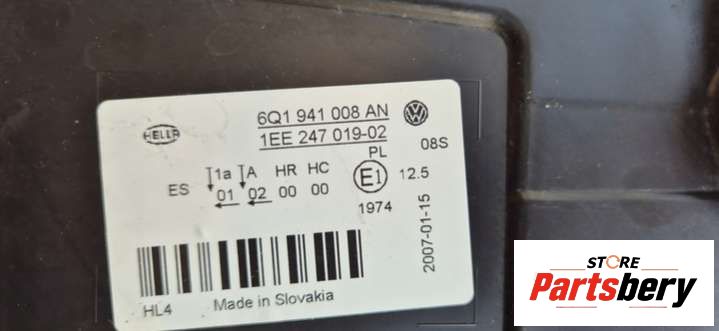 HELLA
6Q1 941 008 AN
1EE 247 019-02
PL
08S
1a A HR HC
E1
12.5
ES 01 02 00 00
1974
2007-01-15
HL4 Made in Slovakia
STORE
Partsbery